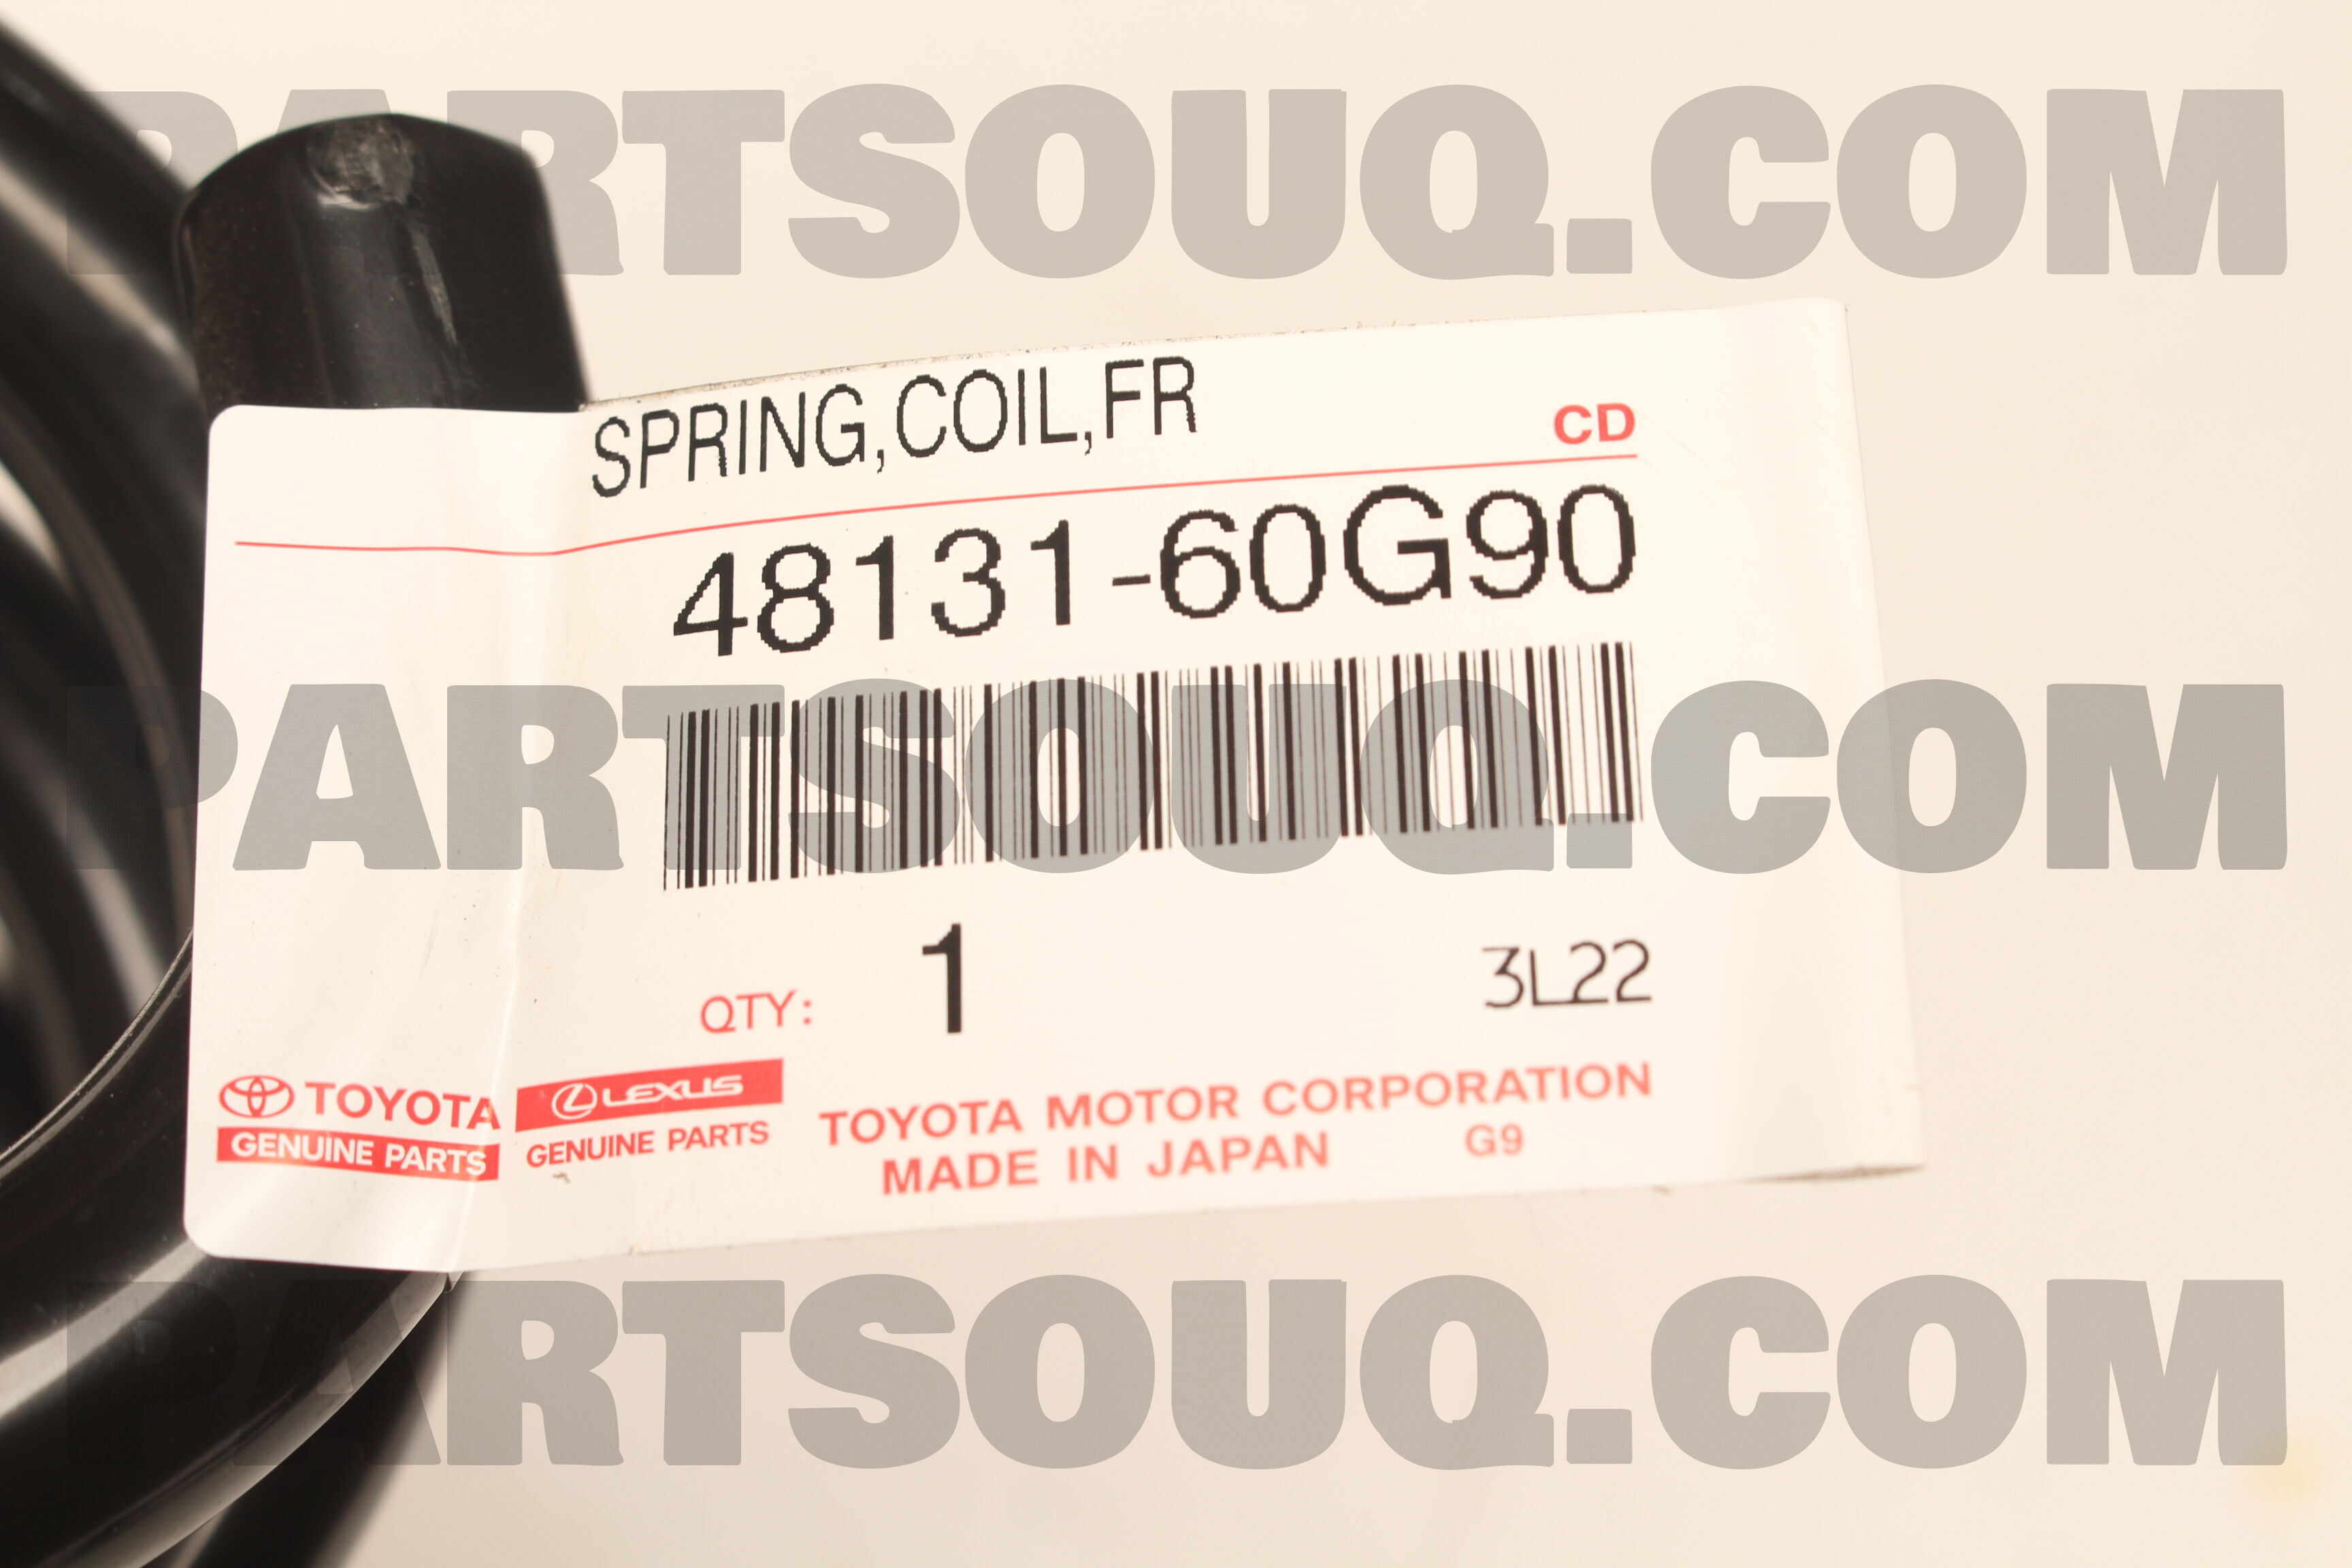 PARTSOUQ.COM
SPRING,COIL,FR
CD
48131-60G90
PARTSOUQ.COM
QTY: 1
3L22
TOYOTA
GENUINE PARTS
LEXUS
GENUINE PARTS
TOYOTA MOTOR CORPORATION
MADE IN JAPAN G9
PARTSOUQ.COM